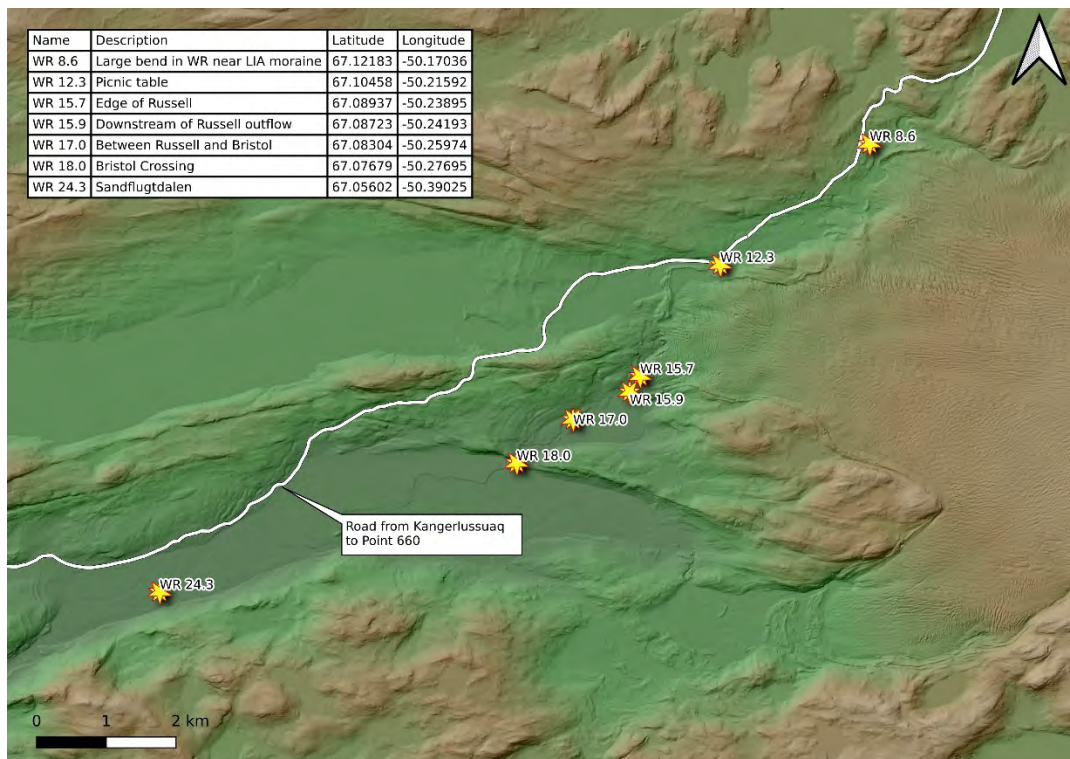 Name Description Latitude Longitude
WR 8.6 Large bend in WR near LIA moraine 67.12183 -50.17036
WR 12.3 Picnic table 67.10458 -50.21592
WR 15.7 Edge of Russell 67.08937 -50.23895
WR 15.9 Downstream of Russell outflow 67.08723 -50.24193
WR 17.0 Between Russell and Bristol 67.08304 -50.25974
WR 18.0 Bristol Crossing 67.07679 -50.27695
WR 24.3 Sandflugtdalen 67.05602 -50.39025
WR 8.6
WR 12.3
WR 15.7
WR 15.9
WR 17.0
WR 18.0
Road from Kangerlussuaq
to Point 660
WR 24.3
0 1 2 km